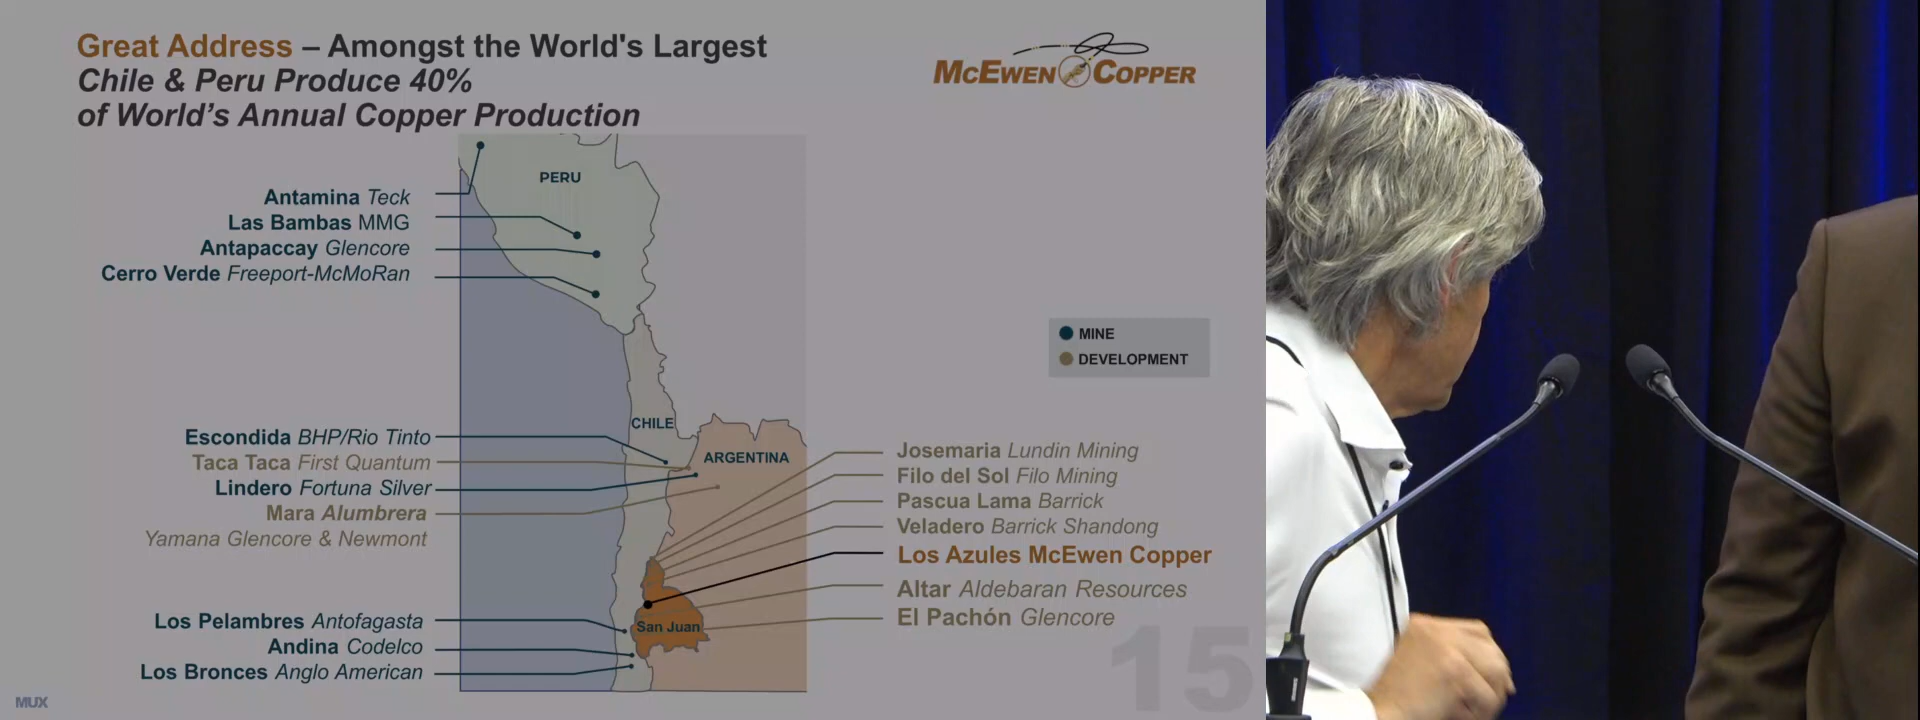 Great Address – Amongst the World's Largest
Chile & Peru Produce 40%
of World's Annual Copper Production
McEwen Copper
PERU
Antamina Teck
Las Bambas MMG
Antapaccay Glencore
Cerro Verde Freeport-McMoRan
MINE
DEVELOPMENT
CHILE
ARGENTINA
Escondida BHP/Rio Tinto
Taca Taca First Quantum
Lindero Fortuna Silver
Mara Alumbrera
Yamana Glencore & Newmont
Josemaria Lundin Mining
Filo del Sol Filo Mining
Pascua Lama Barrick
Veladero Barrick Shandong
Los Azules McEwen Copper
Altar Aldebaran Resources
El Pachón Glencore
San Juan
Los Pelambres Antofagasta
Andina Codelco
Los Bronces Anglo American
15
MUX